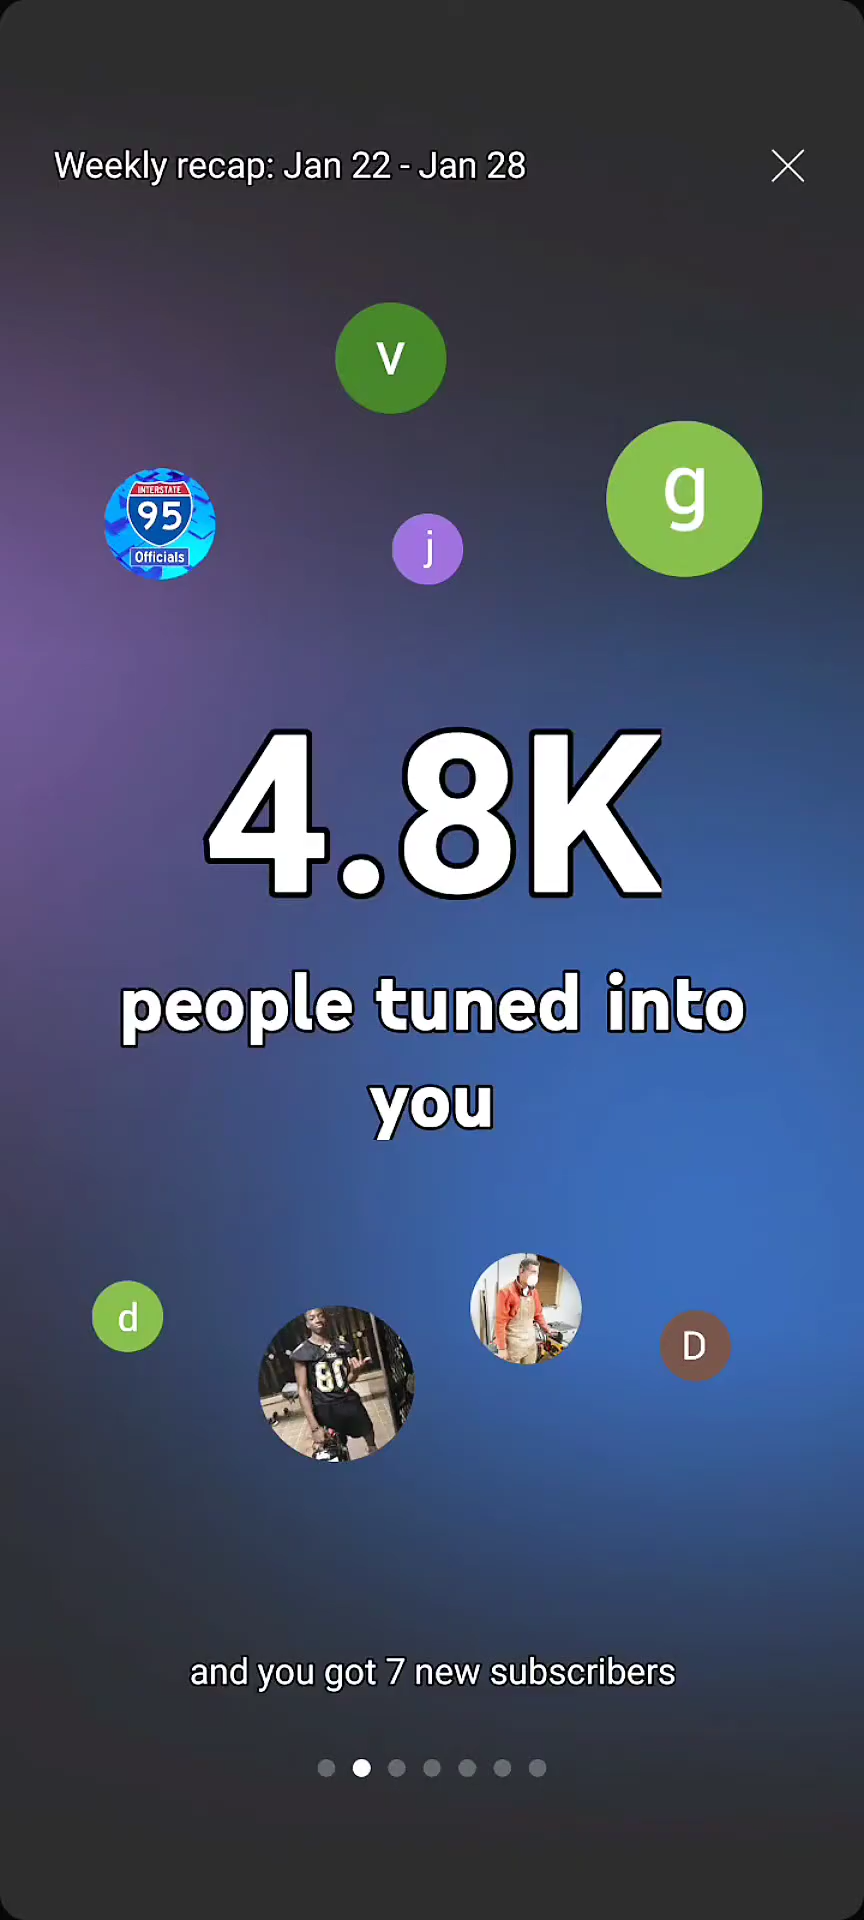 Weekly recap: Jan 22 - Jan 28
v
g
INTERSTATE
95
Officials
j
4.8K
people tuned into
you
d
80
D
and you got 7 new subscribers